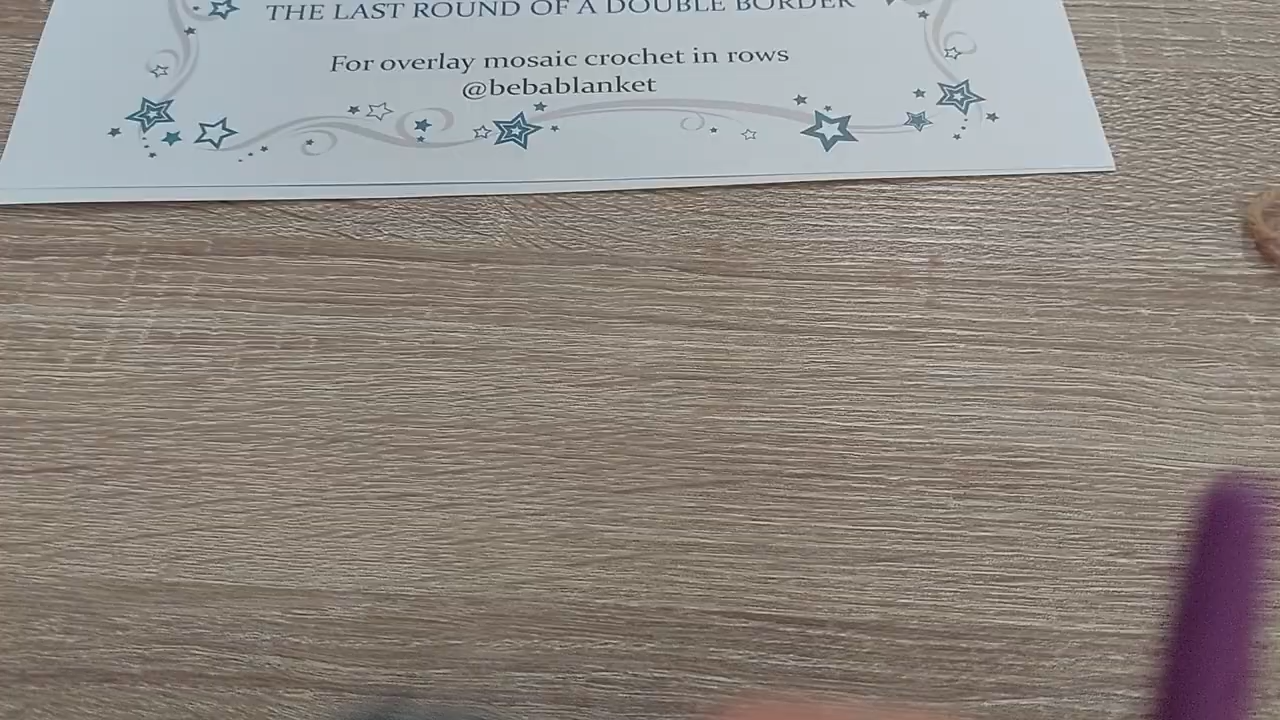 THE LAST ROUND OF A DOUBLE BORDER
For overlay mosaic crochet in rows
@bebablanket